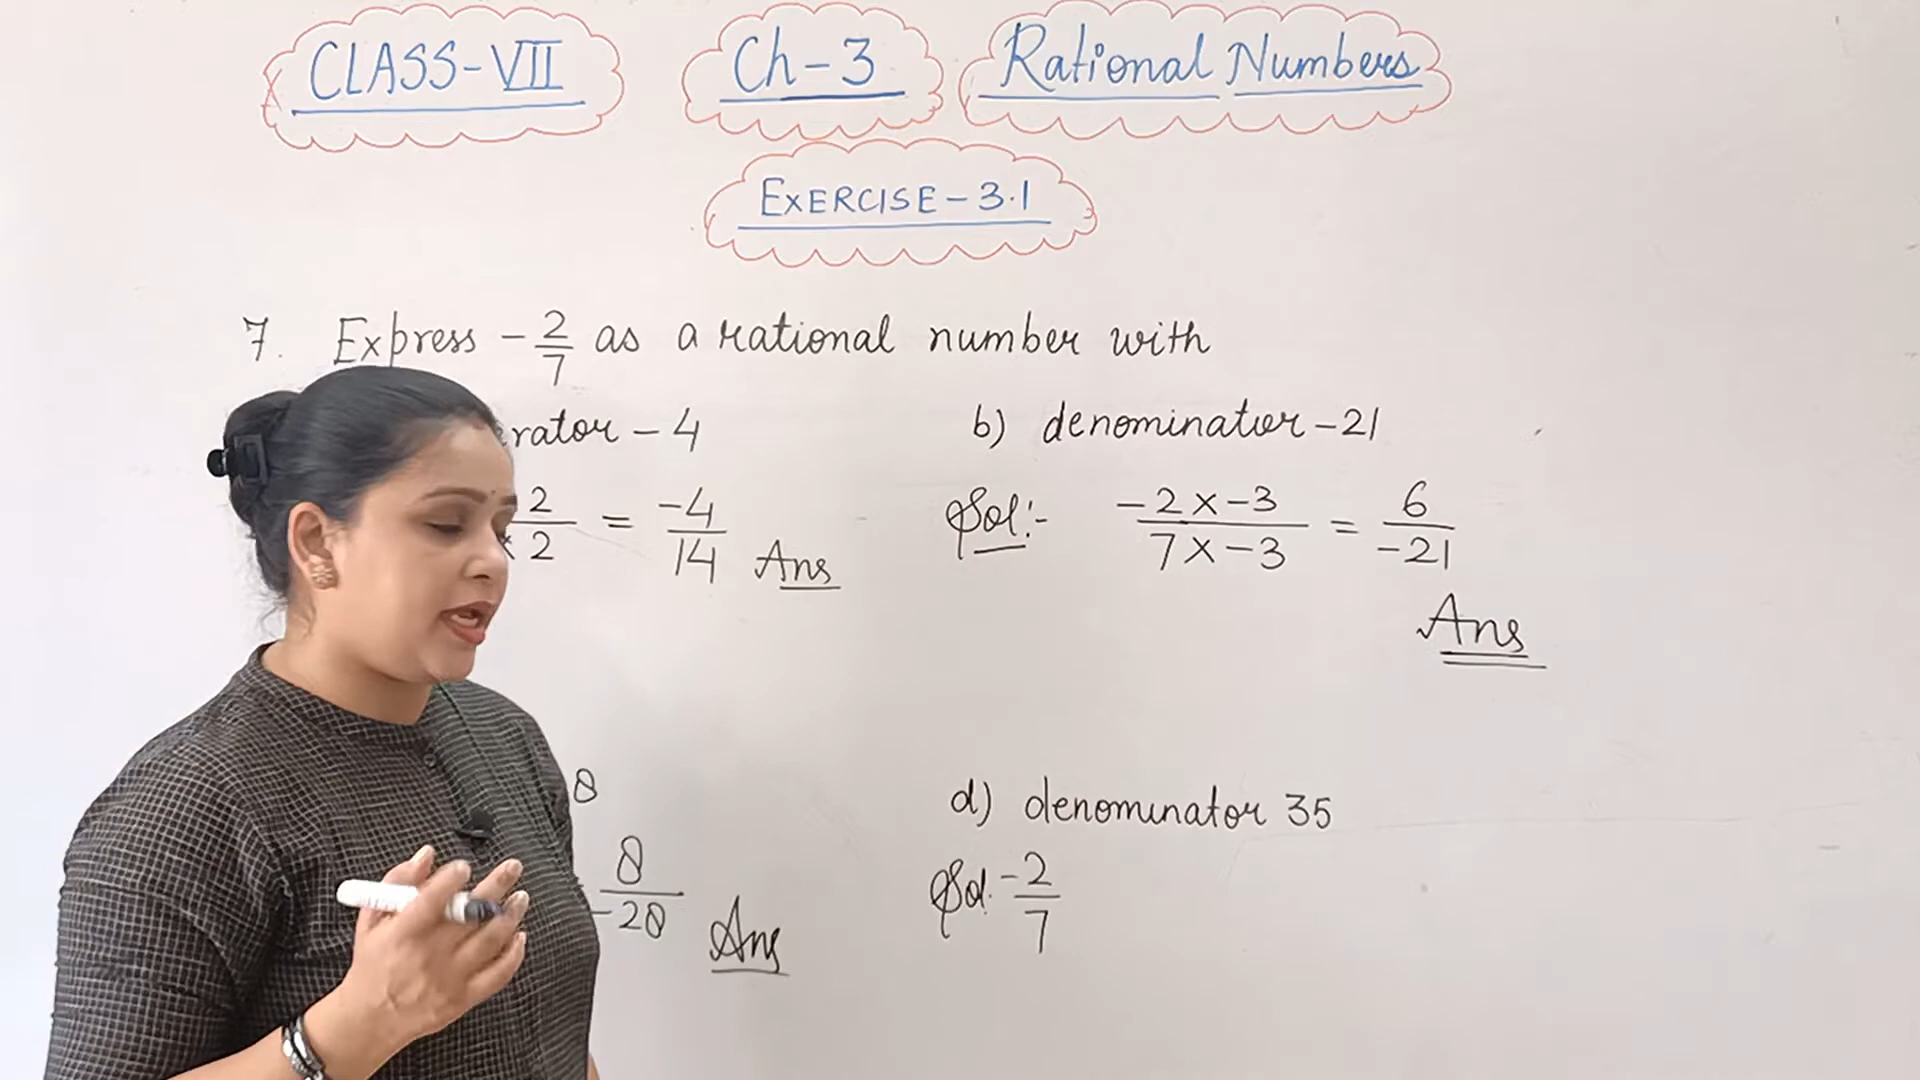 CLASS-VII Ch-3 Rational Numbers
EXERCISE-3.1
7. Express -2/7 as a rational number with
rator -4
b) denominator -21
2/×2 = -4/14 Ans
Sol:- -2×-3/7×-3 = 6/-21
Ans
8
d) denominator 35
8/-28 Ans
Sol. -2/7